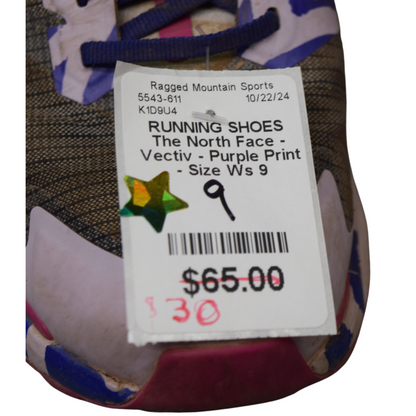 Ragged Mountain Sports
5543-611 10/22/24
K1D9U4
RUNNING SHOES
The North Face -
Vectiv - Purple Print
- Size Ws 9
9
$65.00
$30